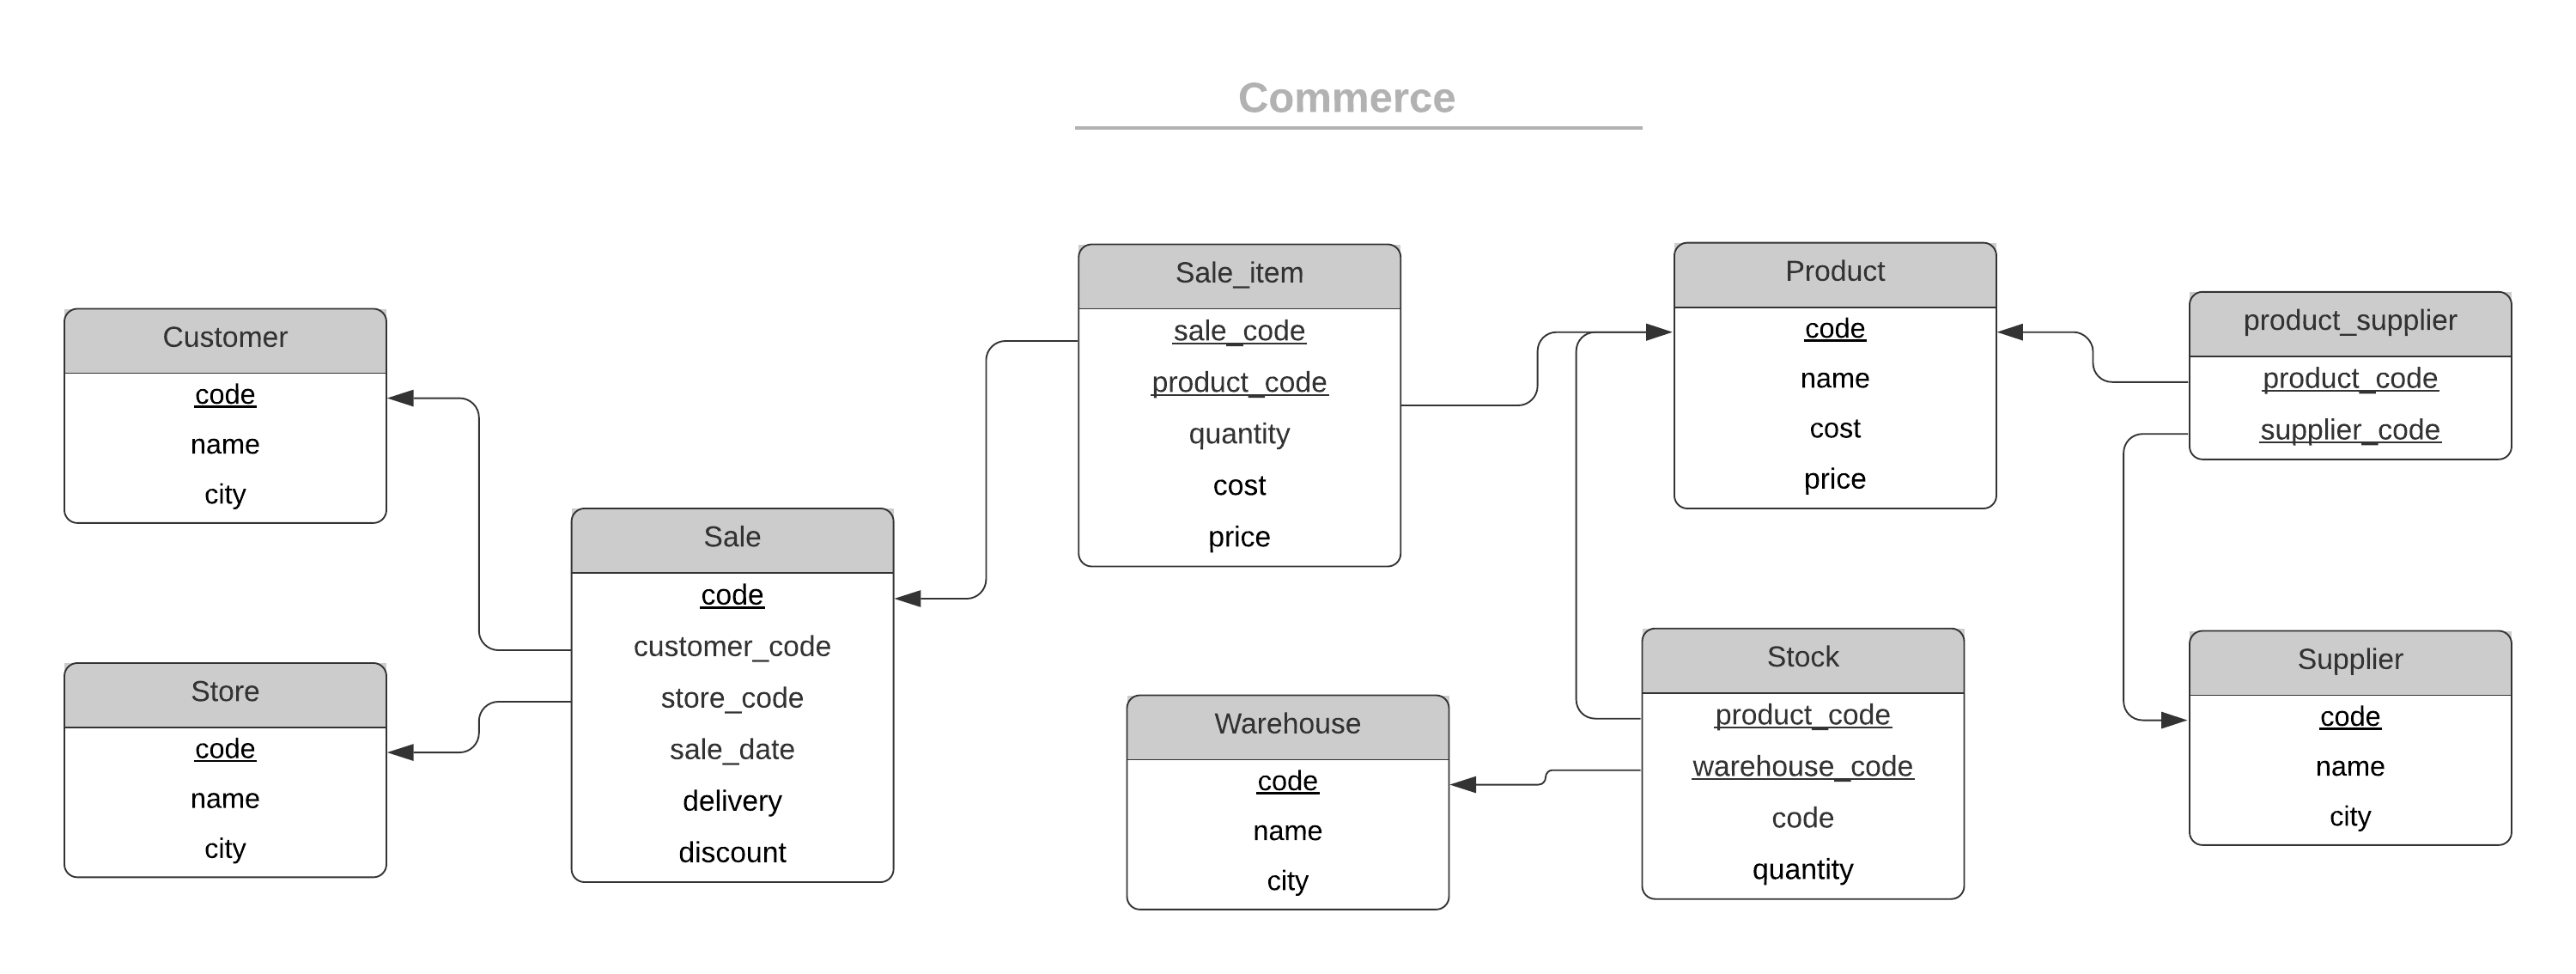 Commerce
Customer
code
name
city
Store
code
name
city
Sale
code
customer_code
store_code
sale_date
delivery
discount
Sale_item
sale_code
product_code
quantity
cost
price
Warehouse
code
name
city
Product
code
name
cost
price
Stock
product_code
warehouse_code
code
quantity
product_supplier
product_code
supplier_code
Supplier
code
name
city